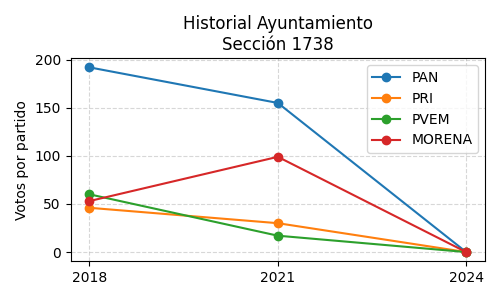 Historial Ayuntamiento
Sección 1738
Votos por partido
200
150
100
50
0
2018
2021
2024
PAN
PRI
PVEM
MORENA